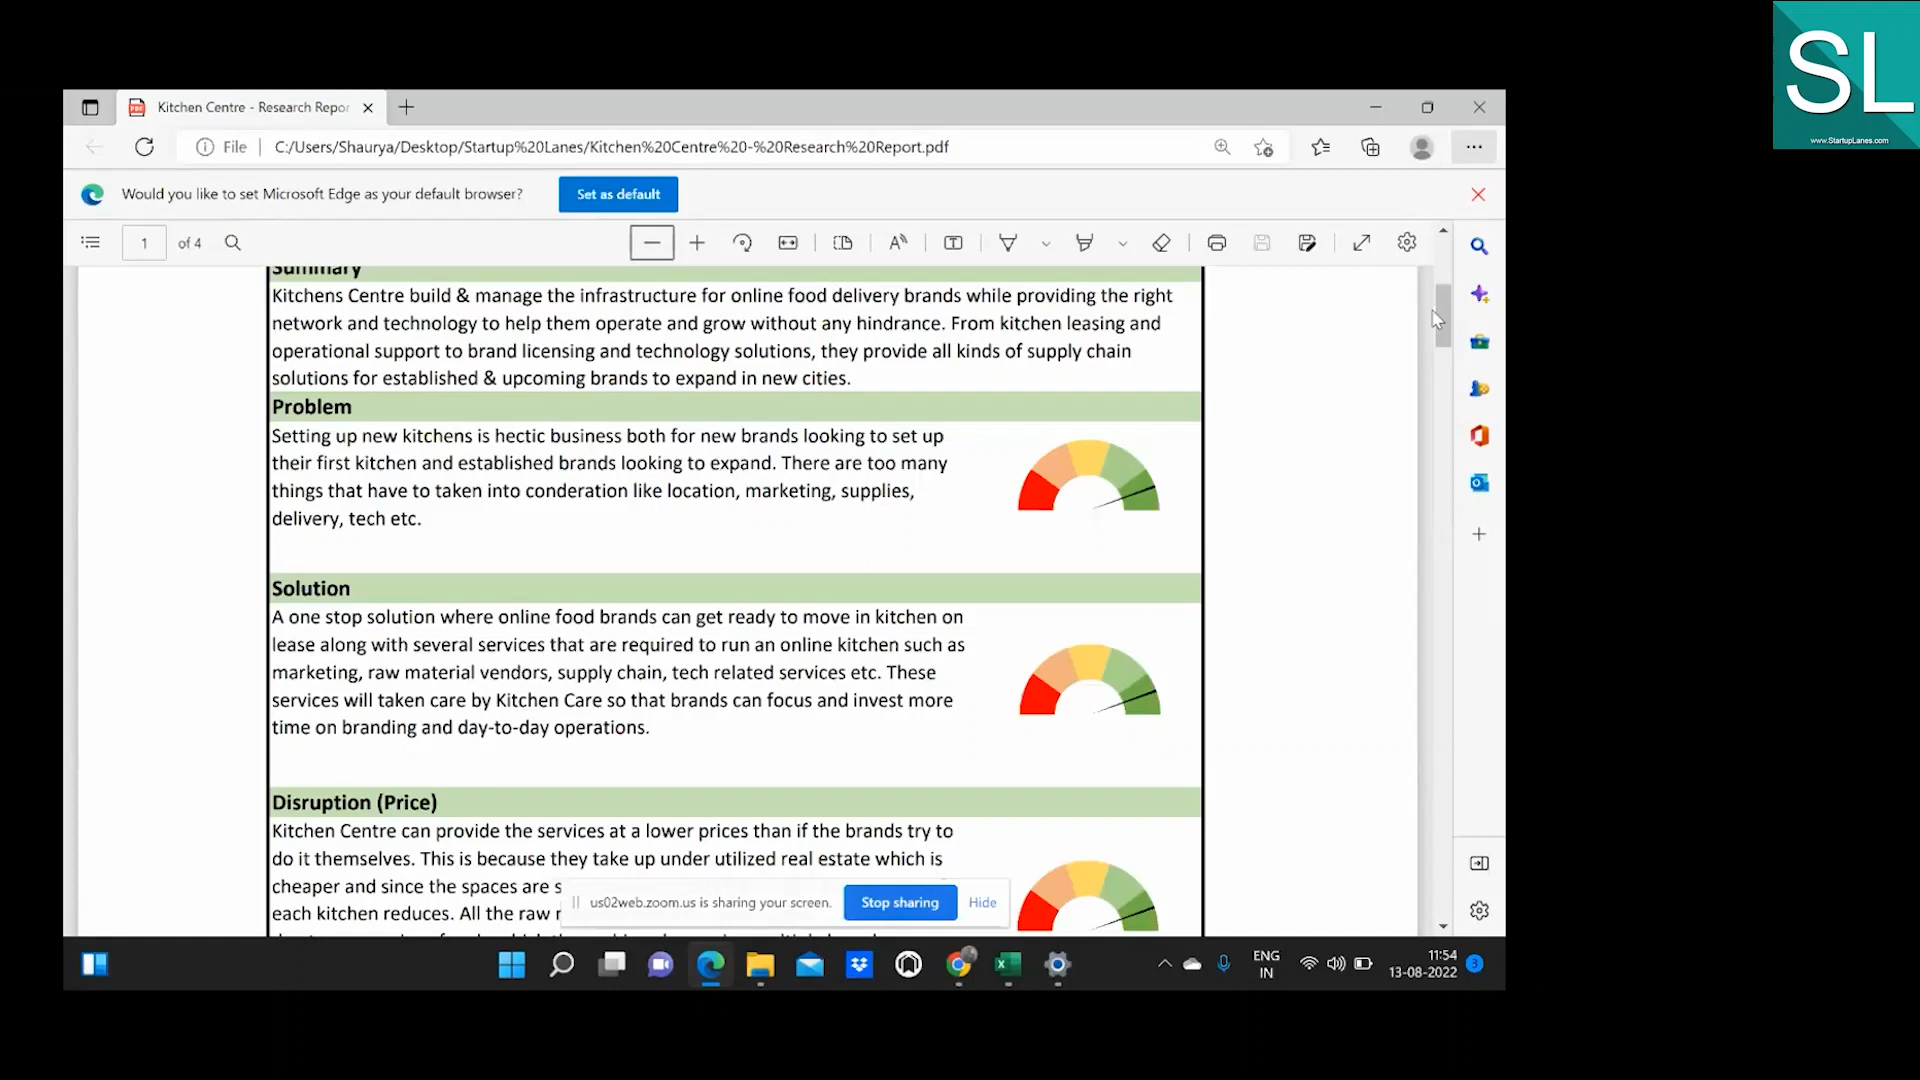 SL
www.StartupLanes.com
Kitchen Centre - Research Repor
File C:/Users/Shaurya/Desktop/Startup%20Lanes/Kitchen%20Centre%20-%20Research%20Report.pdf
Would you like to set Microsoft Edge as your default browser? Set as default
1 of 4
Summary
Kitchens Centre build & manage the infrastructure for online food delivery brands while providing the right
network and technology to help them operate and grow without any hindrance. From kitchen leasing and
operational support to brand licensing and technology solutions, they provide all kinds of supply chain
solutions for established & upcoming brands to expand in new cities.
Problem
Setting up new kitchens is hectic business both for new brands looking to set up
their first kitchen and established brands looking to expand. There are too many
things that have to taken into conderation like location, marketing, supplies,
delivery, tech etc.
Solution
A one stop solution where online food brands can get ready to move in kitchen on
lease along with several services that are required to run an online kitchen such as
marketing, raw material vendors, supply chain, tech related services etc. These
services will taken care by Kitchen Care so that brands can focus and invest more
time on branding and day-to-day operations.
Disruption (Price)
Kitchen Centre can provide the services at a lower prices than if the brands try to
do it themselves. This is because they take up under utilized real estate which is
cheaper and since the spaces are s
each kitchen reduces. All the raw
us02web.zoom.us is sharing your screen. Stop sharing Hide
ENG
IN
11:54
13-08-2022
3